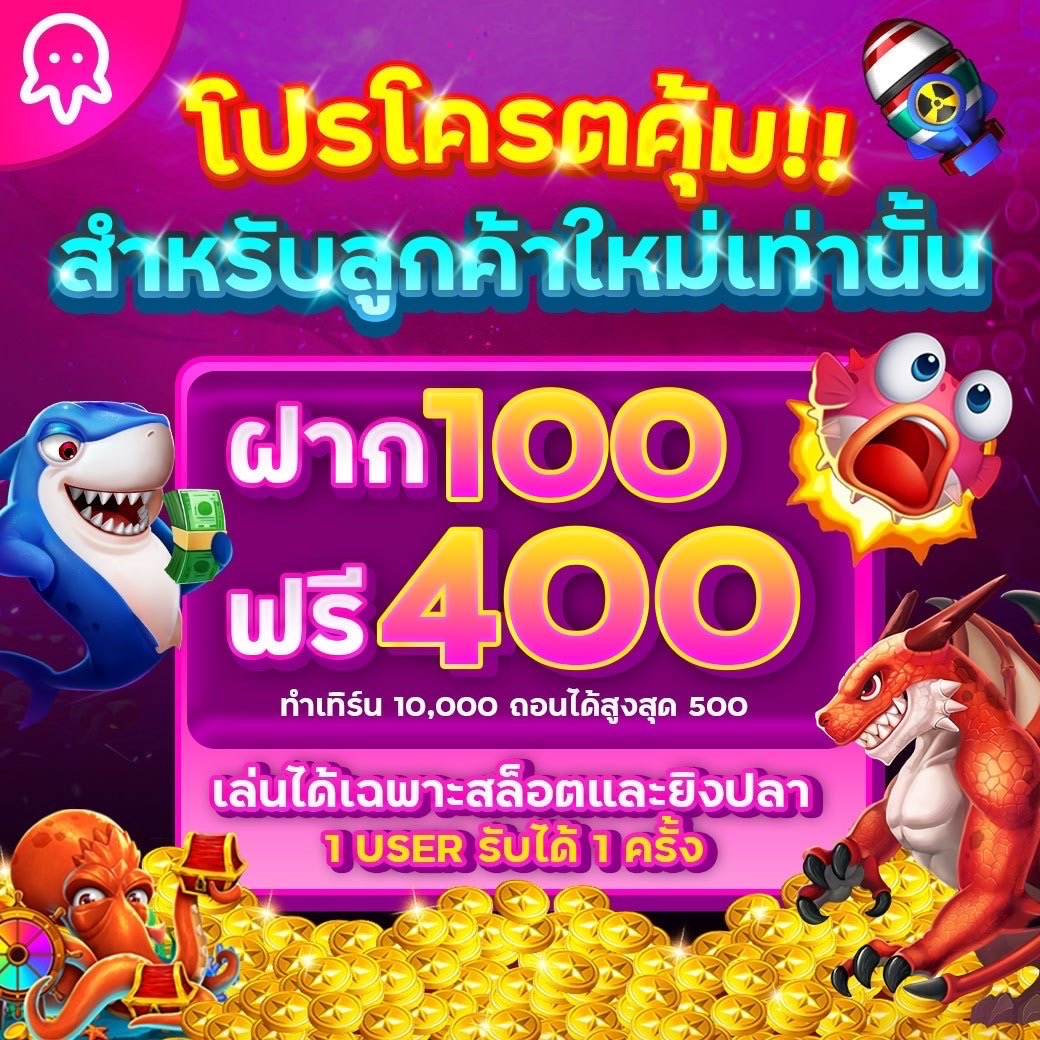 โปรโครตคุ้ม!!
สำหรับลูกค้าใหม่เท่านั้น
ฝาก 100
ฟรี 400
ทำเทิร์น 10,000 ถอนได้สูงสุด 500
เล่นได้เฉพาะสล็อตและยิงปลา
1 USER รับได้ 1 ครั้ง